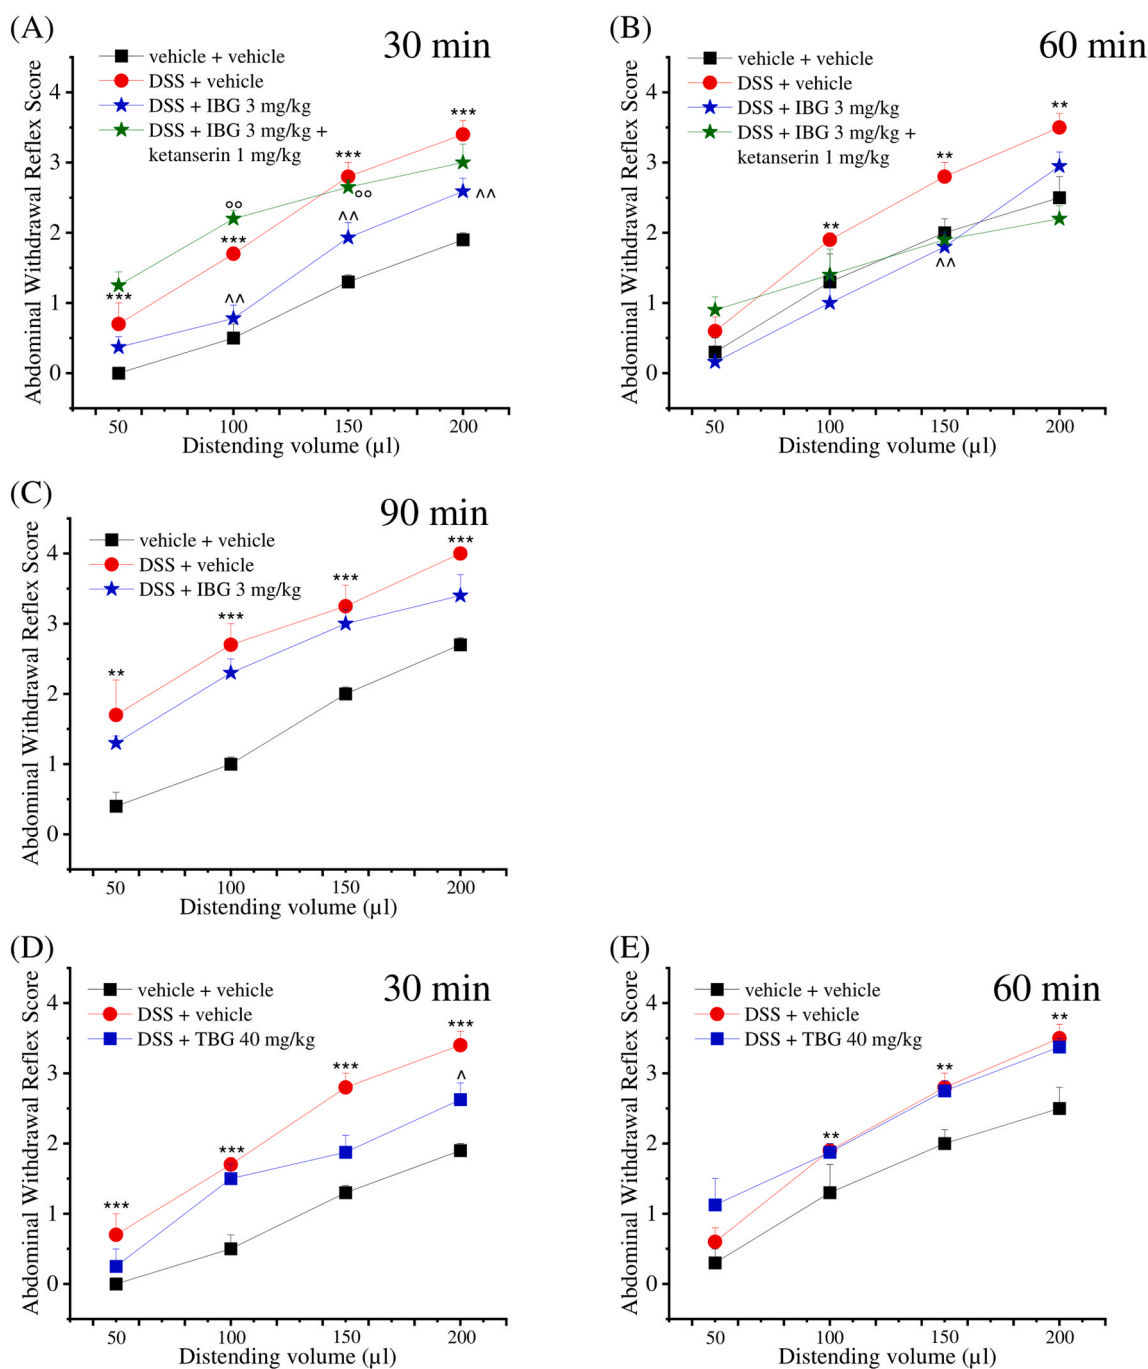 (A)
30 min
vehicle + vehicle
DSS + vehicle
DSS + IBG 3 mg/kg
DSS + IBG 3 mg/kg +
ketanserin 1 mg/kg
Abdominal Withdrawal Reflex Score
4
3
2
1
0
***
***
***
***
°°
°°
^^
^^
^^
50
100
150
200
Distending volume (µl)
(B)
60 min
vehicle + vehicle
DSS + vehicle
DSS + IBG 3 mg/kg
DSS + IBG 3 mg/kg +
ketanserin 1 mg/kg
Abdominal Withdrawal Reflex Score
4
3
2
1
0
**
**
**
^^
50
100
150
200
Distending volume (µl)
(C)
90 min
vehicle + vehicle
DSS + vehicle
DSS + IBG 3 mg/kg
Abdominal Withdrawal Reflex Score
4
3
2
1
0
**
***
***
***
50
100
150
200
Distending volume (µl)
(D)
30 min
vehicle + vehicle
DSS + vehicle
DSS + TBG 40 mg/kg
Abdominal Withdrawal Reflex Score
4
3
2
1
0
***
***
***
***
^
50
100
150
200
Distending volume (µl)
(E)
60 min
vehicle + vehicle
DSS + vehicle
DSS + TBG 40 mg/kg
Abdominal Withdrawal Reflex Score
4
3
2
1
0
**
**
**
50
100
150
200
Distending volume (µl)